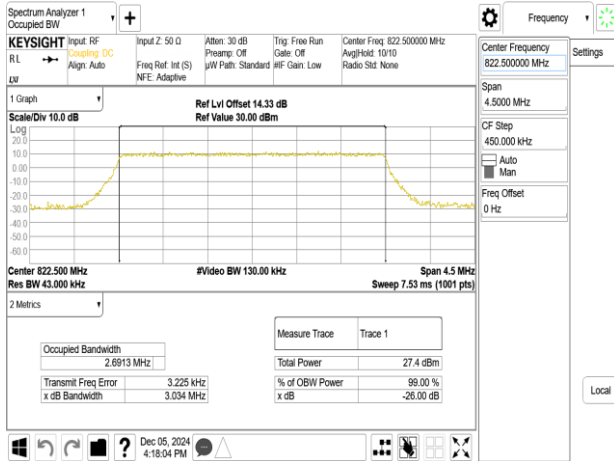 Spectrum Analyzer 1
Occupied BW
KEYSIGHT
RL
LXI
Input: RF
Coupling: DC
Align: Auto
Input Z: 50 Ω
Freq Ref: Int (S)
NFE: Adaptive
Atten: 30 dB
Preamp: Off
µW Path: Standard
Trig: Free Run
Gate: Off
#IF Gain: Low
Center Freq: 822.500000 MHz
Avg|Hold: 10/10
Radio Std: None
1 Graph
Scale/Div 10.0 dB
Ref Lvl Offset 14.33 dB
Ref Value 30.00 dBm
Log
20.0
10.0
0.00
-10.0
-20.0
-30.0
-40.0
-50.0
-60.0
Center 822.500 MHz
#Video BW 130.00 kHz
Span 4.5 MHz
Res BW 43.000 kHz
Sweep 7.53 ms (1001 pts)
2 Metrics
Measure Trace Trace 1
Occupied Bandwidth
2.6913 MHz
Total Power 27.4 dBm
Transmit Freq Error 3.225 kHz
% of OBW Power 99.00 %
x dB Bandwidth 3.034 MHz
x dB -26.00 dB
Dec 05, 2024
4:18:04 PM
Frequency
Center Frequency
822.500000 MHz
Settings
Span
4.5000 MHz
CF Step
450.000 kHz
Auto
Man
Freq Offset
0 Hz
Local